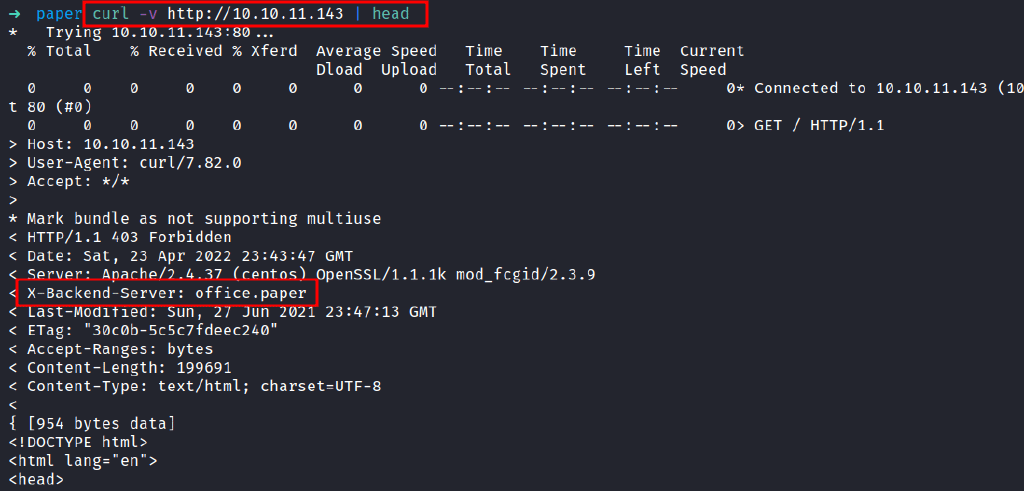 → paper curl -v http://10.10.11.143 | head
*   Trying 10.10.11.143:80...
  % Total    % Received % Xferd  Average Speed   Time    Time     Time  Current
                                 Dload  Upload   Total   Spent    Left  Speed
  0     0    0     0    0     0      0      0 --:--:-- --:--:-- --:--:--     0* Connected to 10.10.11.143 (10
t 80 (#0)
  0     0    0     0    0     0      0      0 --:--:-- --:--:-- --:--:--     0> GET / HTTP/1.1
> Host: 10.10.11.143
> User-Agent: curl/7.82.0
> Accept: */*
>
* Mark bundle as not supporting multiuse
< HTTP/1.1 403 Forbidden
< Date: Sat, 23 Apr 2022 23:43:47 GMT
< Server: Apache/2.4.37 (centos) OpenSSL/1.1.1k mod_fcgid/2.3.9
< X-Backend-Server: office.paper
< Last-Modified: Sun, 27 Jun 2021 23:47:13 GMT
< ETag: "30c0b-5c5c7fdeec240"
< Accept-Ranges: bytes
< Content-Length: 199691
< Content-Type: text/html; charset=UTF-8
<
{ [954 bytes data]
<!DOCTYPE html>
<html lang="en">
<head>